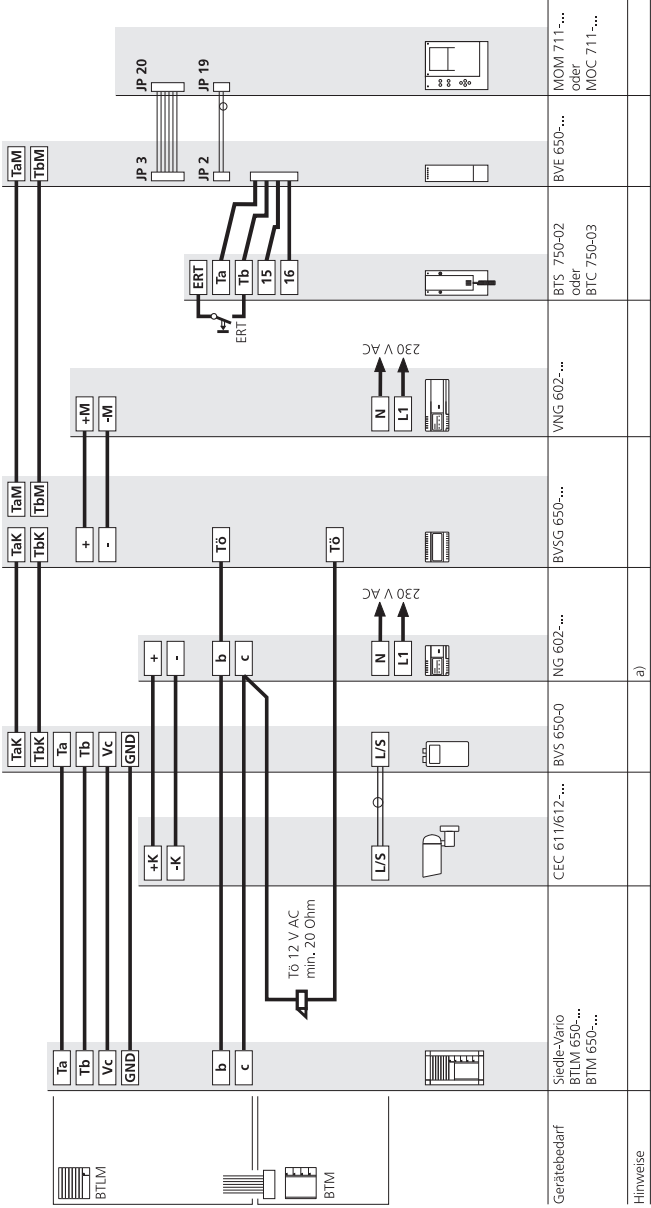 BTLM
BTM
Gerätebedarf
Hinweise
Ta
Tb
Vc
GND
b
c
Siedle-Vario
BTLM 650-...
BTM 650-...
Tö 12 V AC
min. 20 Ohm
+K
-K
L/S
CEC 611/612-...
TaK
TbK
Ta
Tb
Vc
GND
L/S
BVS 650-0
+
-
b
c
N
L1
230 V AC
NG 602-...
a)
TaK
TbK
TaM
TbM
+
-
Tö
Tö
BVSG 650-...
+M
-M
N
L1
230 V AC
VNG 602-...
ERT
ERT
Ta
Tb
15
16
BTS 750-02
oder
BTC 750-03
TaM
TbM
JP 3
JP 2
BVE 650-...
JP 20
JP 19
MOM 711-...
oder
MOC 711-...